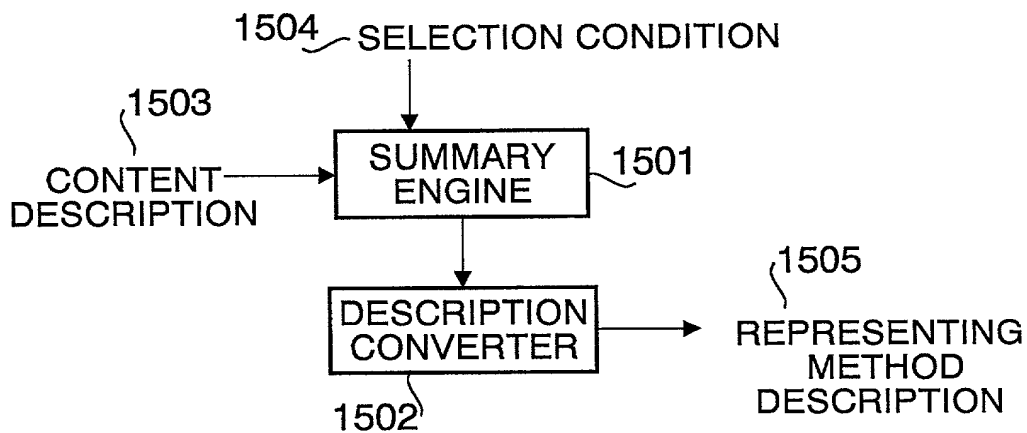 1504
SELECTION CONDITION
1503
CONTENT
DESCRIPTION
SUMMARY
ENGINE
1501
DESCRIPTION
CONVERTER
1502
1505
REPRESENTING
METHOD
DESCRIPTION